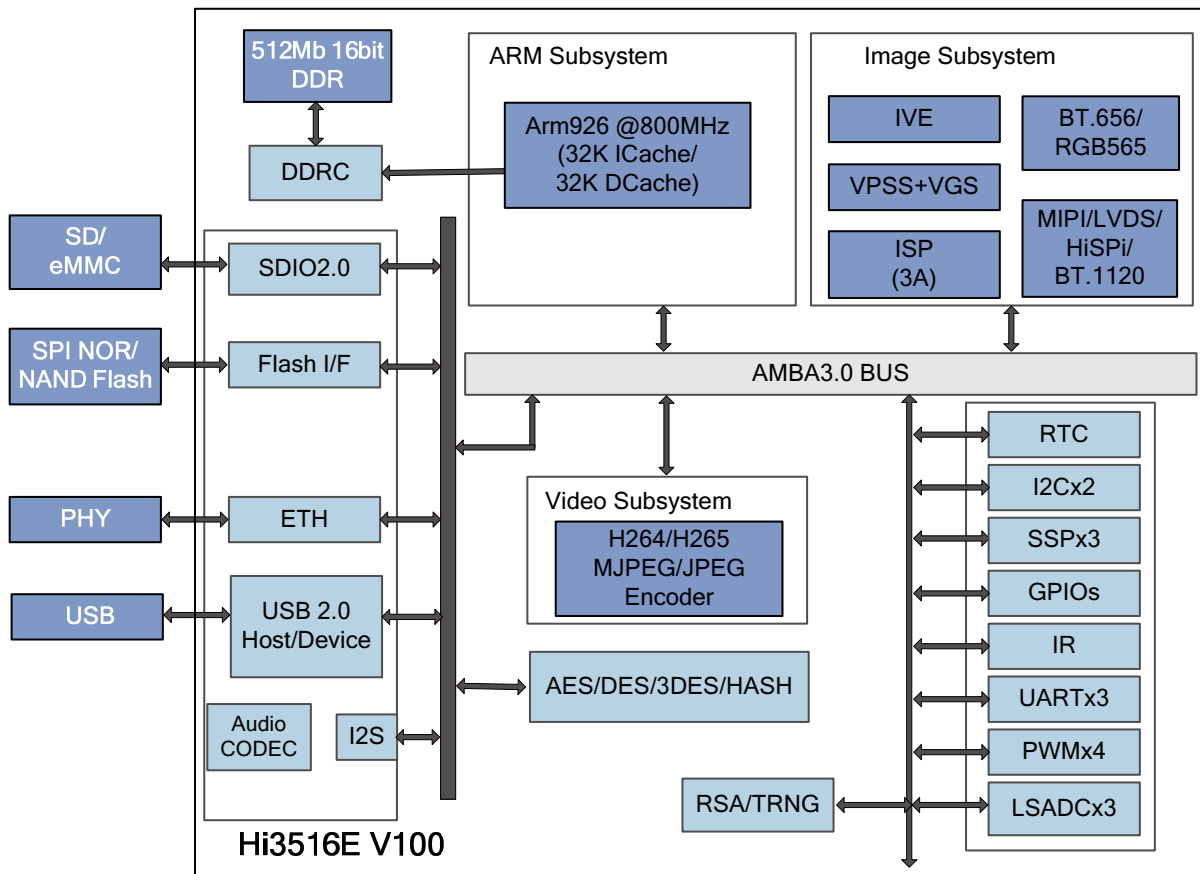 512Mb 16bit
DDR
DDRC
ARM Subsystem
Arm926 @800MHz
(32K ICache/
32K DCache)
Image Subsystem
IVE
VPSS+VGS
ISP
(3A)
BT.656/
RGB565
MIPI/LVDS/
HiSPi/
BT.1120
SD/
eMMC
SDIO2.0
SPI NOR/
NAND Flash
Flash I/F
AMBA3.0 BUS
PHY
ETH
USB
USB 2.0
Host/Device
Audio
CODEC
I2S
Video Subsystem
H264/H265
MJPEG/JPEG
Encoder
AES/DES/3DES/HASH
RSA/TRNG
RTC
I2Cx2
SSPx3
GPIOs
IR
UARTx3
PWMx4
LSADCx3
Hi3516E V100